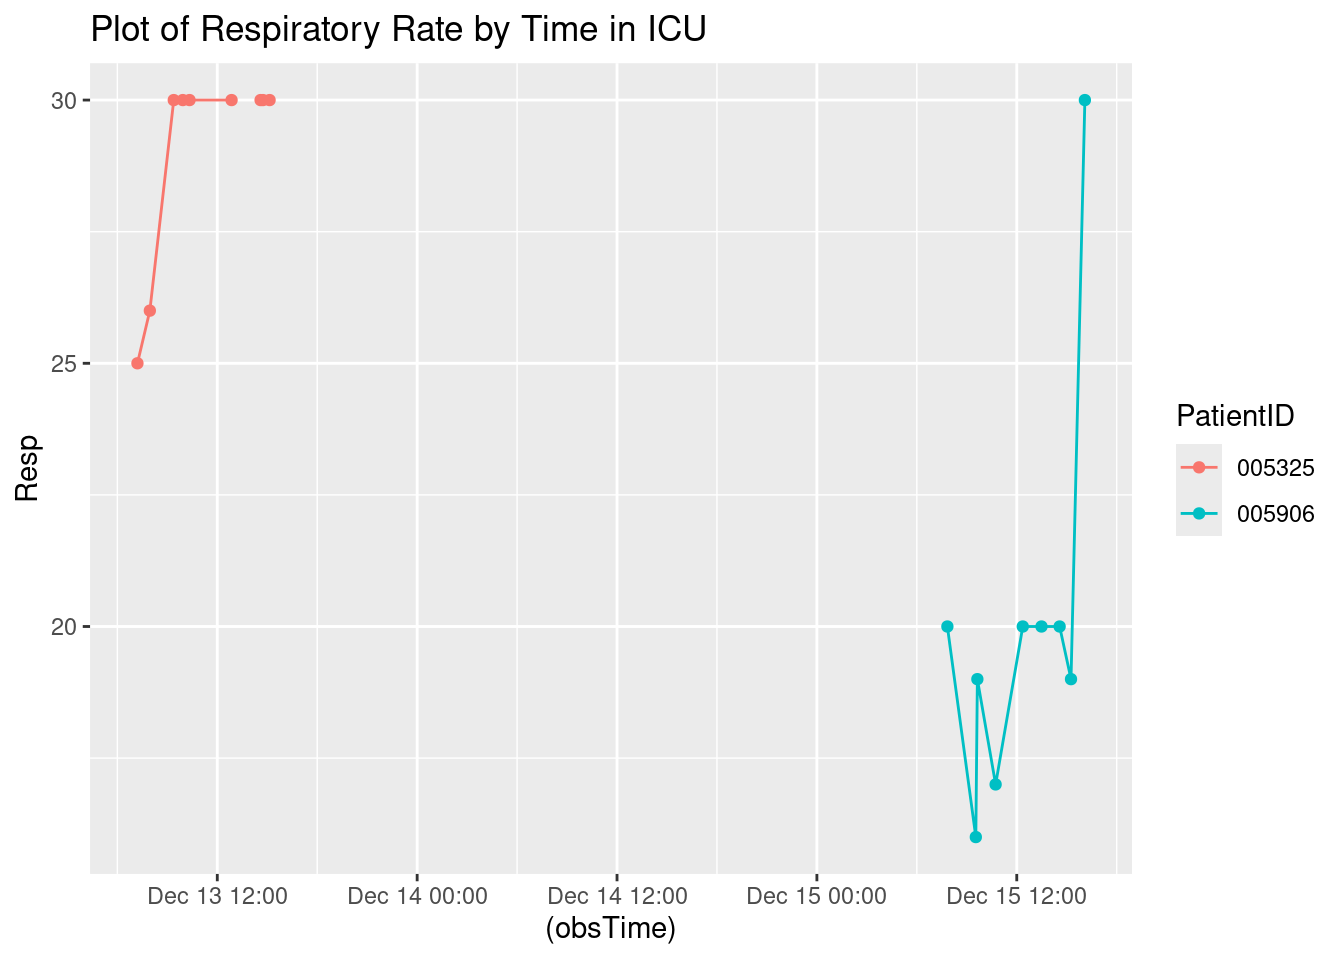 Plot of Respiratory Rate by Time in ICU
30
25
20
Resp
Dec 13 12:00
Dec 14 00:00
Dec 14 12:00
Dec 15 00:00
Dec 15 12:00
(obsTime)
PatientID
005325
005906